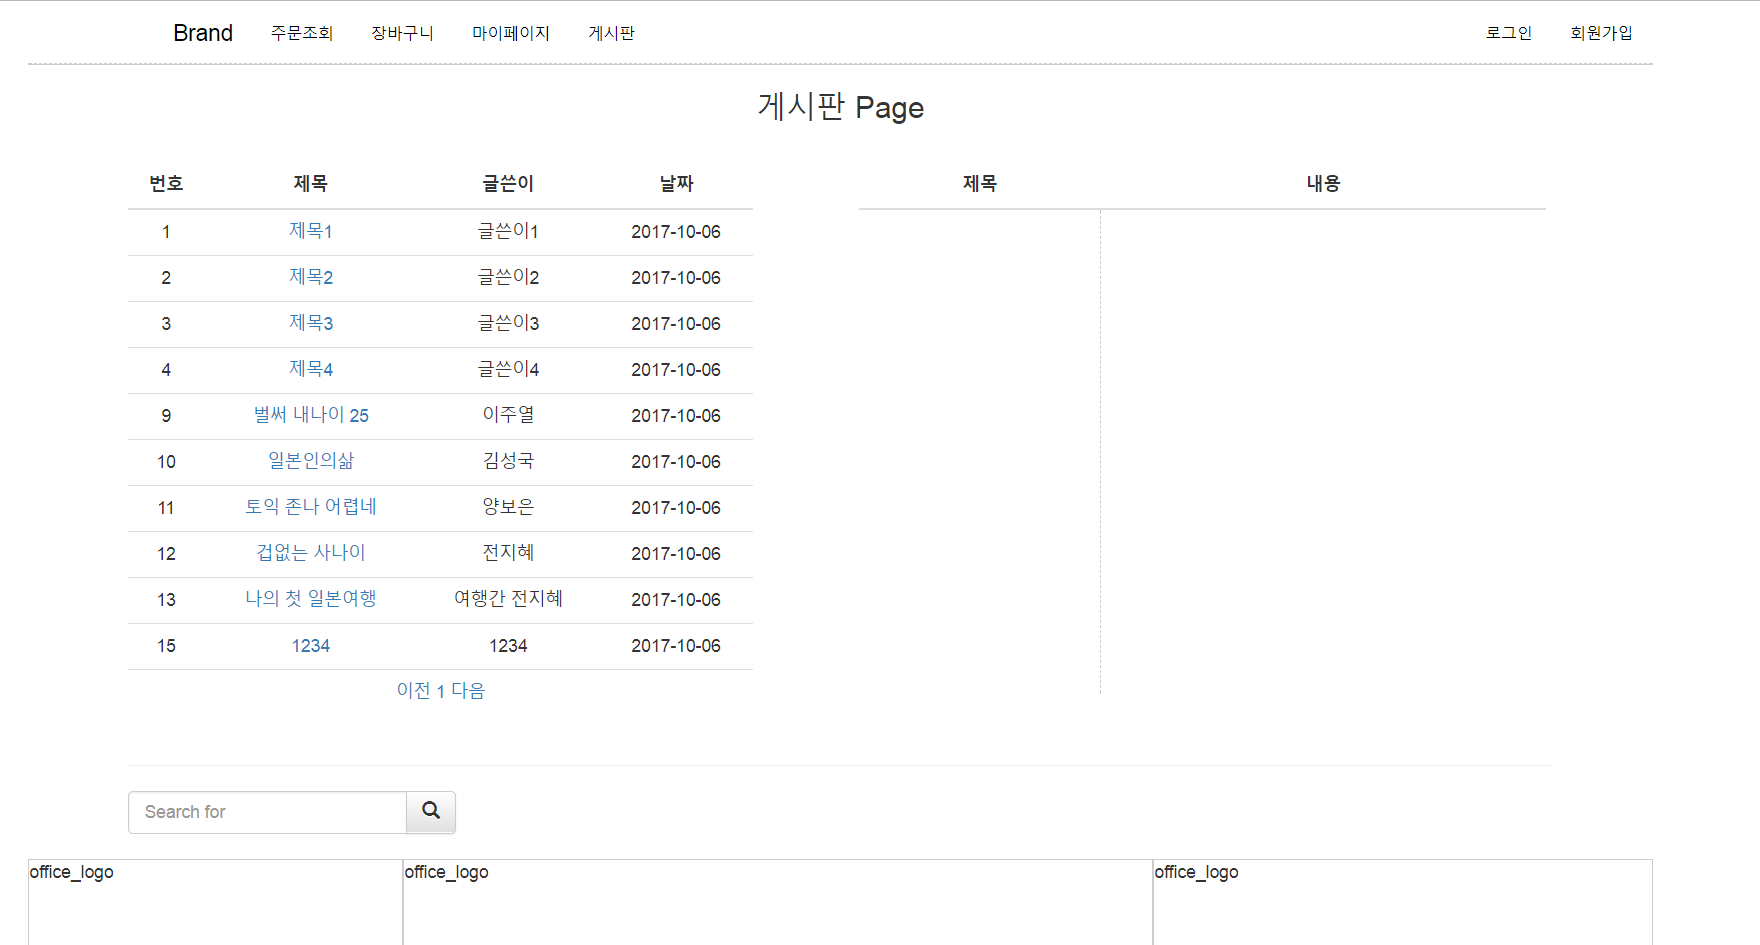 Brand 주문조회 장바구니 마이페이지 게시판 로그인 회원가입
게시판 Page
번호 제목 글쓴이 날짜 제목 내용
1 제목1 글쓴이1 2017-10-06
2 제목2 글쓴이2 2017-10-06
3 제목3 글쓴이3 2017-10-06
4 제목4 글쓴이4 2017-10-06
9 벌써 내나이 25 이주열 2017-10-06
10 일본인의삶 김성국 2017-10-06
11 토익 존나 어렵네 양보은 2017-10-06
12 겁없는 사나이 전지혜 2017-10-06
13 나의 첫 일본여행 여행간 전지혜 2017-10-06
15 1234 1234 2017-10-06
이전 1 다음
Search for
office_logo office_logo office_logo